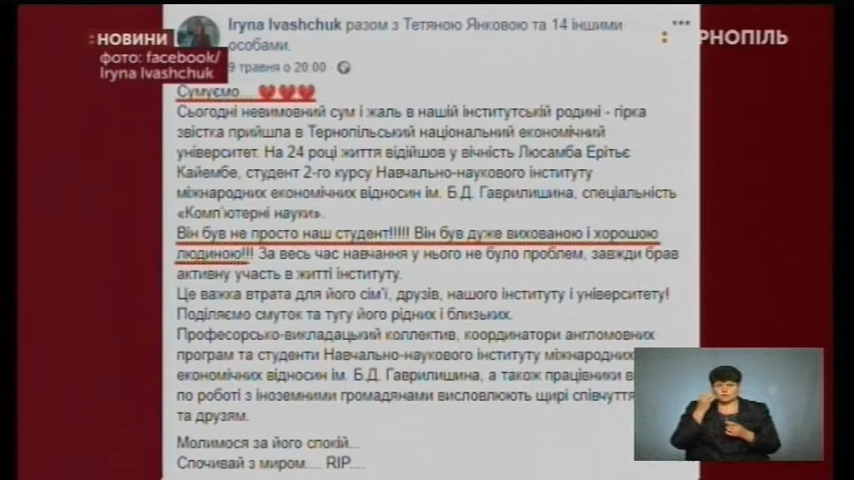 НОВИНИ
фото: facebook/
Iryna Ivashchuk
РНОПІЛЬ
Iryna Ivashchuk разом з Тетяною Янковою та 14 іншими
особами.
9 травня о 20:00
Сумуємо....❤❤❤
Сьогодні невимовний сум і жаль в нашій інститутській родині - гірка
звістка прийшла в Тернопільський національний економічний
університет. На 24 році життя відійшов у вічність Люсамба Ерітьє
Кайембе, студент 2-го курсу Навчально-наукового інституту
міжнародних економічних відносин ім. Б.Д. Гаврилишина, спеціальність
«Комп'ютерні науки».
Він був не просто наш студент!!!!! Він був дуже вихованою і хорошою
людиною!!! За весь час навчання у нього не було проблем, завжди брав
активну участь в житті інституту.
Це важка втрата для його сім'ї, друзів, нашого інституту і університету!
Поділяємо смуток та тугу його рідних і близьких.
Професорсько-викладацький коллектив, координатори англомовних
програм та студенти Навчально-наукового інституту міжнародних
економічних відносин ім. Б.Д. Гаврилишина, а також працівники в
по роботі з іноземними громадянами висловлюють щирі співчуття
та друзям.
Молимося за його спокій...
Спочивай з миром.... RIP....